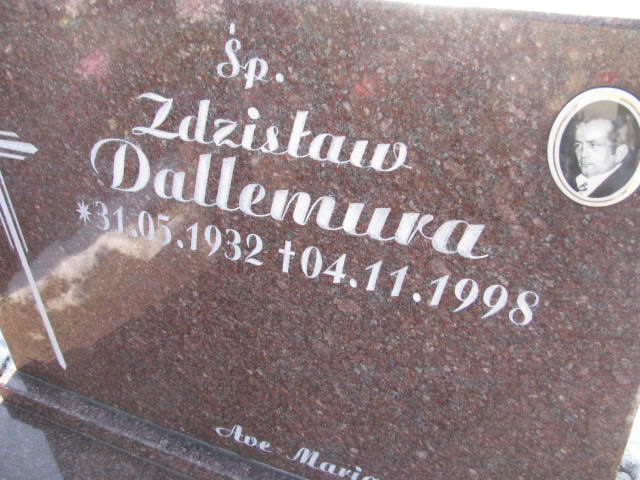 Śp.
Zdzisław
Dallemura
*31.05.1932 †04.11.1998
Ave Maria